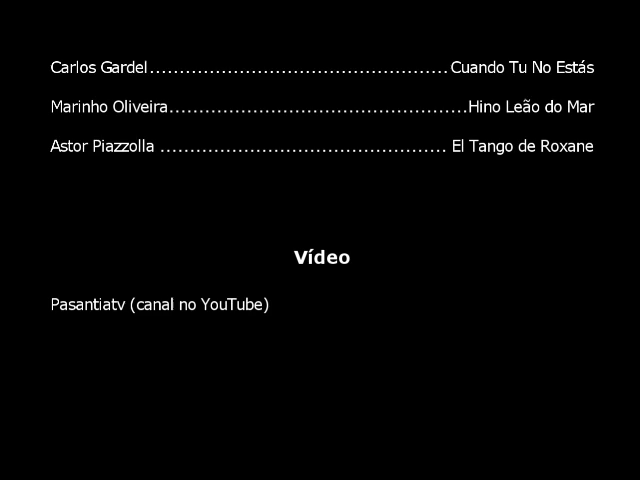 Carlos Gardel.................................................. Cuando Tu No Estás
Marinho Oliveira..................................................Hino Leão do Mar
Astor Piazzolla ................................................ El Tango de Roxane
Vídeo
Pasantiatv (canal no YouTube)